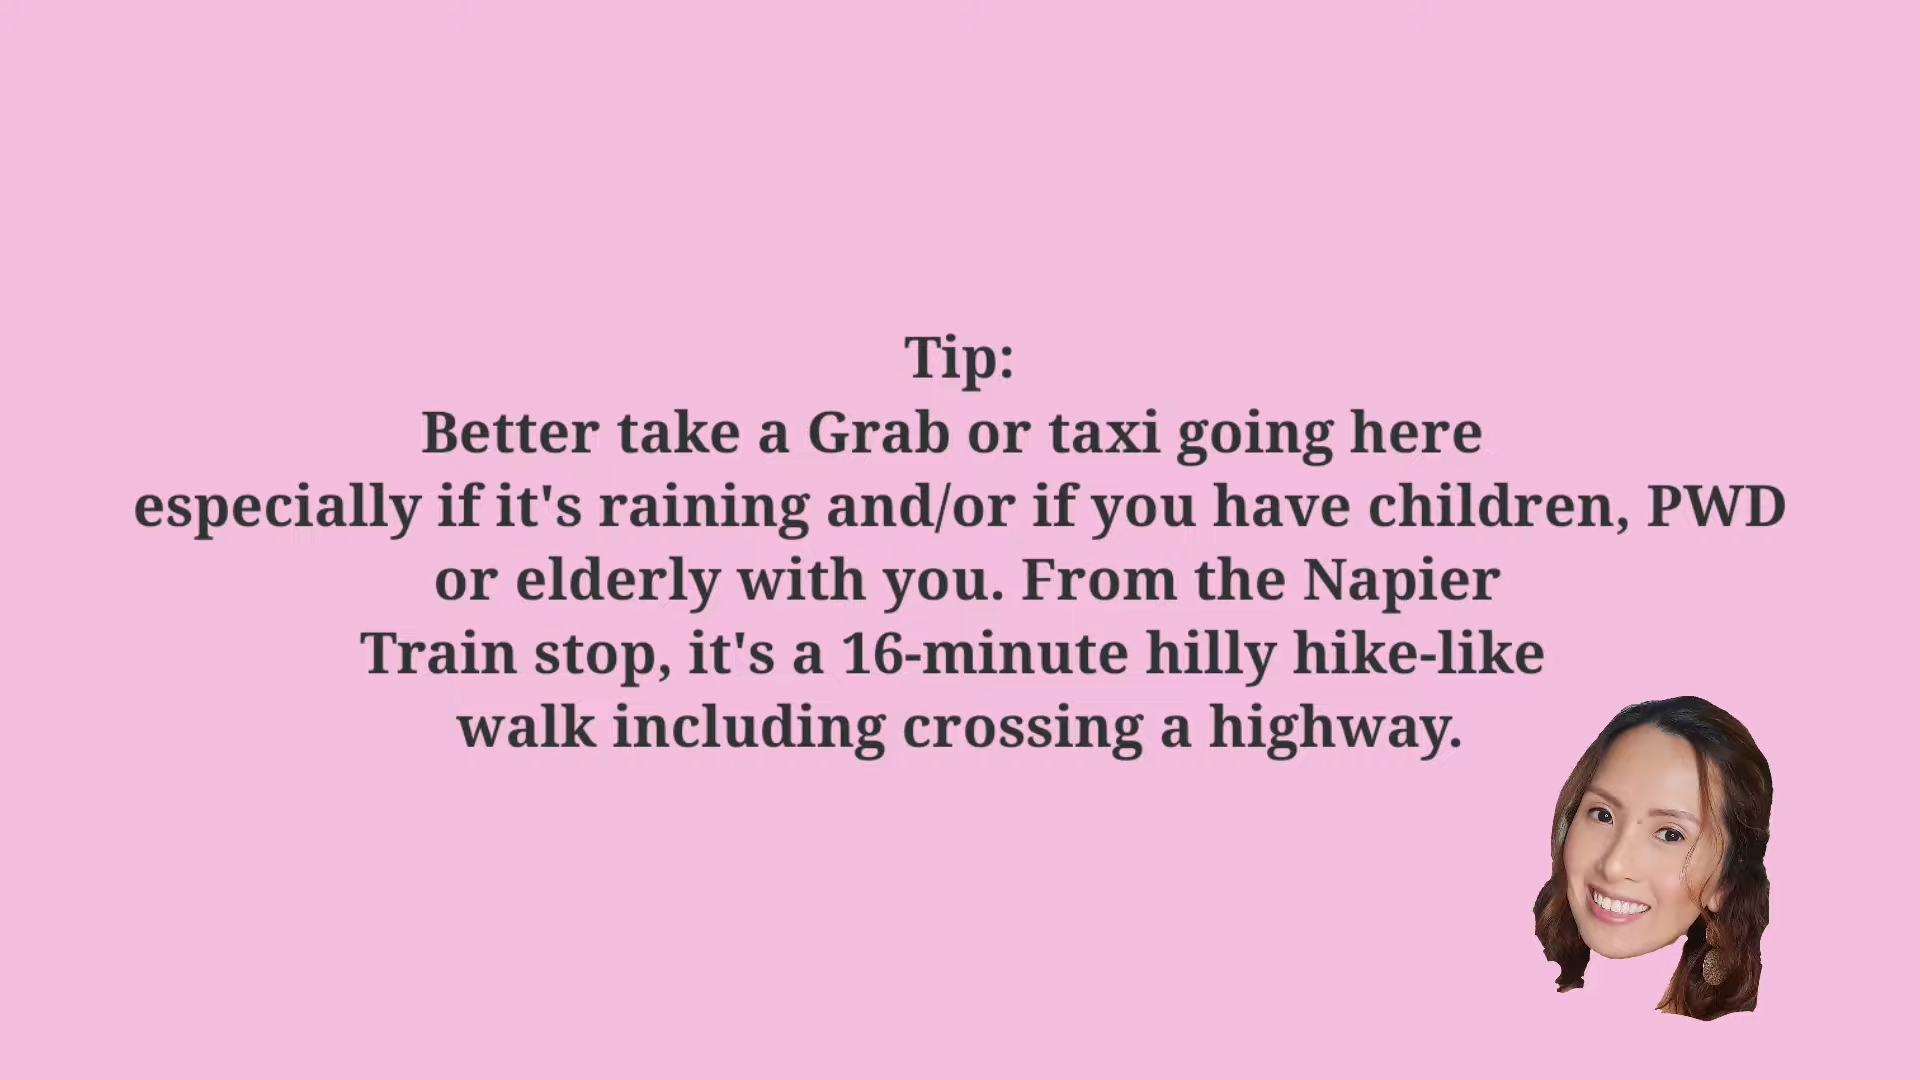 Tip:
Better take a Grab or taxi going here
especially if it's raining and/or if you have children, PWD
or elderly with you. From the Napier
Train stop, it's a 16-minute hilly hike-like
walk including crossing a highway.